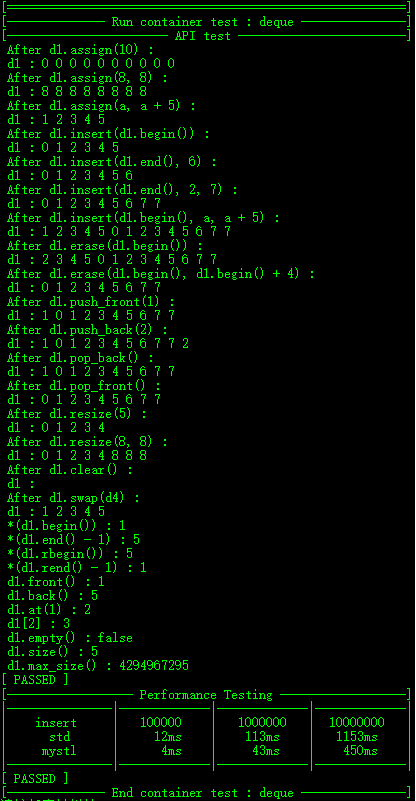 Run container test : deque
API test
After d1.assign(10) :
d1 : 0 0 0 0 0 0 0 0 0 0
After d1.assign(8, 8) :
d1 : 8 8 8 8 8 8 8 8
After d1.assign(a, a + 5) :
d1 : 1 2 3 4 5
After d1.insert(d1.begin()) :
d1 : 0 1 2 3 4 5
After d1.insert(d1.end(), 6) :
d1 : 0 1 2 3 4 5 6
After d1.insert(d1.end(), 2, 7) :
d1 : 0 1 2 3 4 5 6 7 7
After d1.insert(d1.begin(), a, a + 5) :
d1 : 1 2 3 4 5 0 1 2 3 4 5 6 7 7
After d1.erase(d1.begin()) :
d1 : 2 3 4 5 0 1 2 3 4 5 6 7 7
After d1.erase(d1.begin(), d1.begin() + 4) :
d1 : 0 1 2 3 4 5 6 7 7
After d1.push_front(1) :
d1 : 1 0 1 2 3 4 5 6 7 7
After d1.push_back(2) :
d1 : 1 0 1 2 3 4 5 6 7 7 2
After d1.pop_back() :
d1 : 1 0 1 2 3 4 5 6 7 7
After d1.pop_front() :
d1 : 0 1 2 3 4 5 6 7 7
After d1.resize(5) :
d1 : 0 1 2 3 4
After d1.resize(8, 8) :
d1 : 0 1 2 3 4 8 8 8
After d1.clear() :
d1 :
After d1.swap(d4) :
d1 : 1 2 3 4 5
*(d1.begin()) : 1
*(d1.end() - 1) : 5
*(d1.rbegin()) : 5
*(d1.rend() - 1) : 1
d1.front() : 1
d1.back() : 5
d1.at(1) : 2
d1[2] : 3
d1.empty() : false
d1.size() : 5
d1.max_size() : 4294967295
[ PASSED ]
Performance Testing
insert | 100000 | 1000000 | 10000000
std | 12ms | 113ms | 1153ms
mystl | 4ms | 43ms | 450ms
[ PASSED ]
End container test : deque